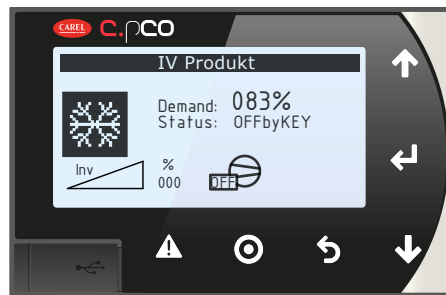 CAREL c.pCO
IV Produkt
Demand: 083%
Status: OFFbyKEY
Inv
%
000
OFF